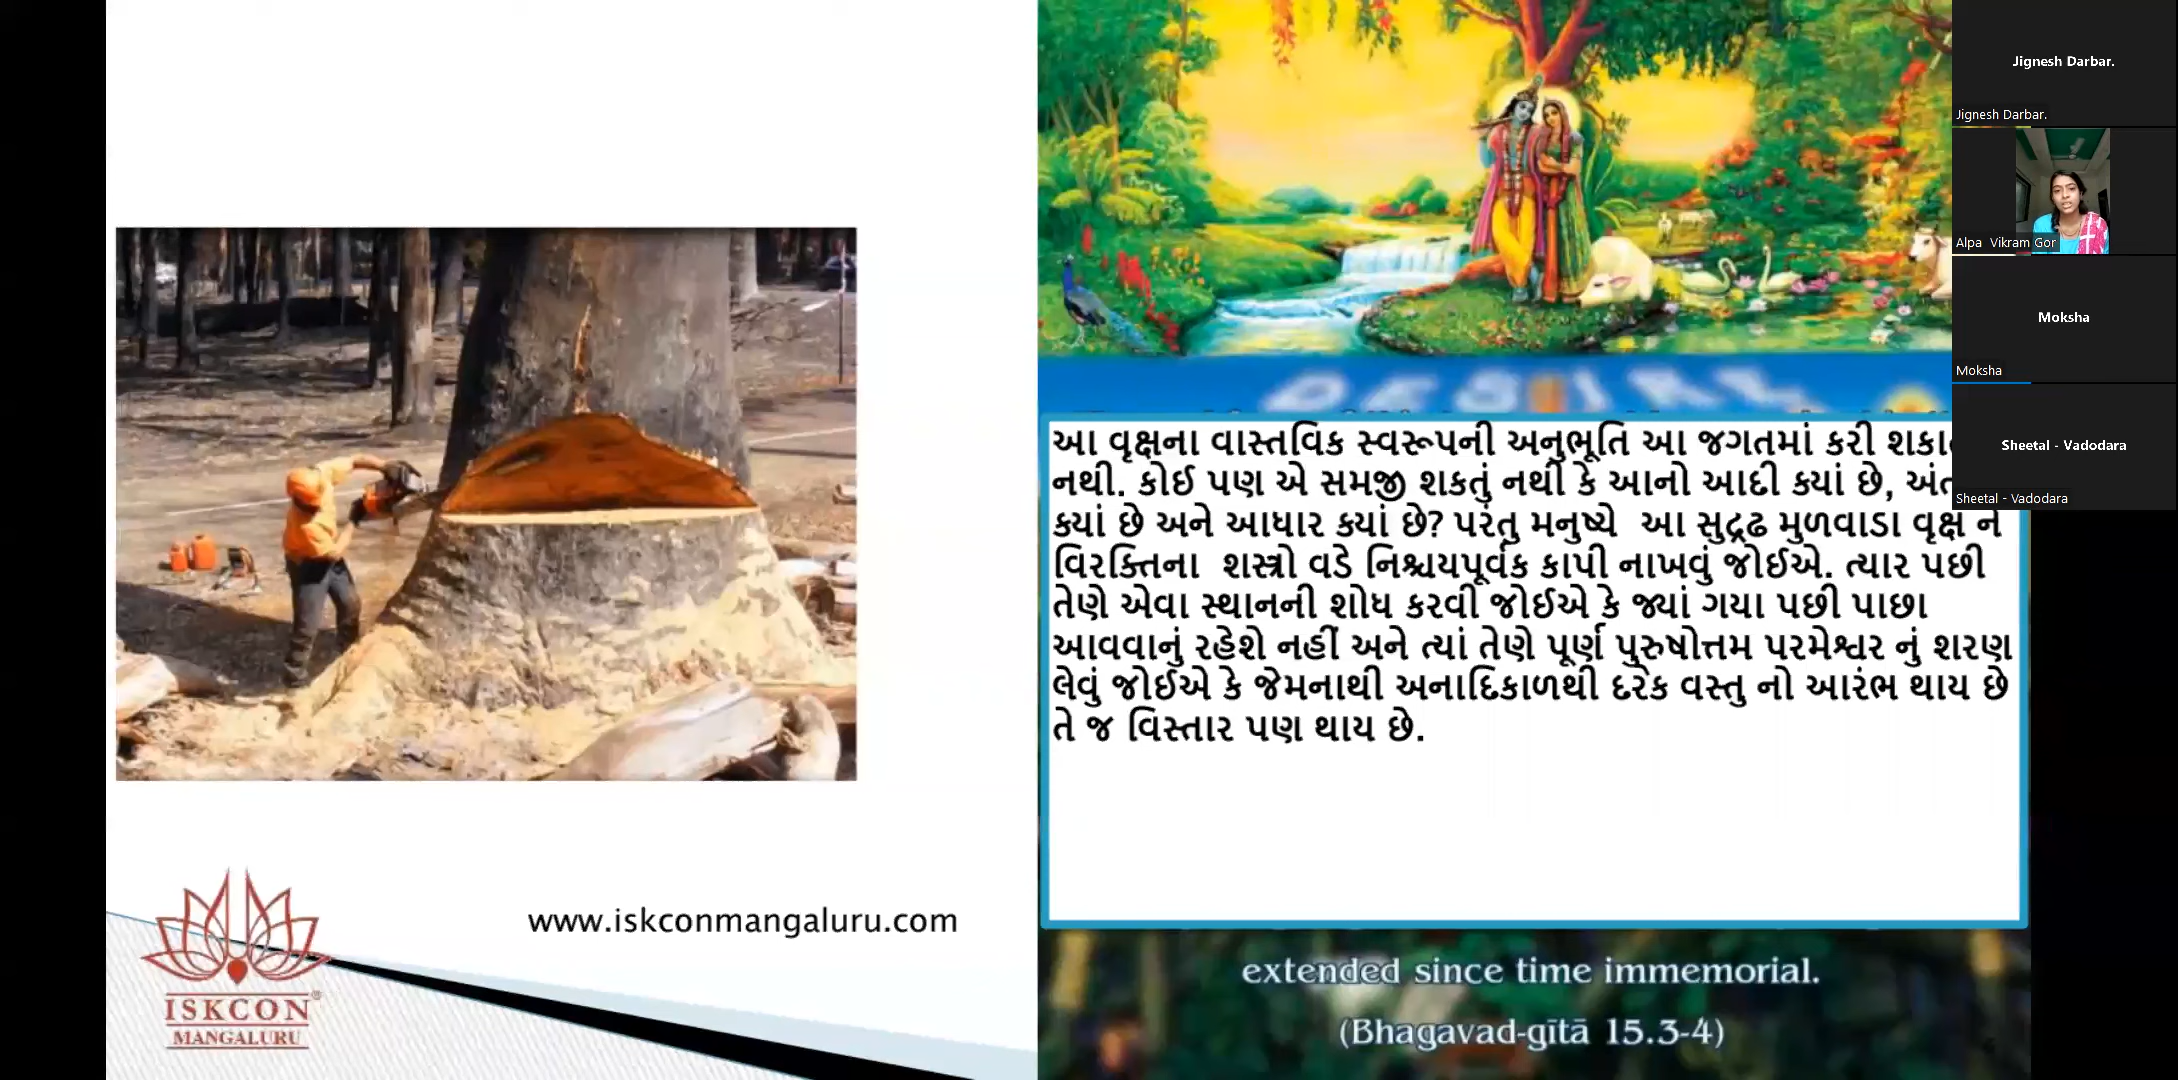 આ વૃક્ષના વાસ્તવિક સ્વરૂપની અનુભૂતિ આ જગતમાં કરી
નથી. કોઈ પણ એ સમજી શકતું નથી કે આનો આદી કયાં છે,
કયાં છે અને આધાર કયાં છે? પરંતુ મનુષ્યે આ સુદ્રઢ મુળવાડા વૃક્ષ ને
વિરક્તિના શસ્ત્રો વડે નિશ્ચયપૂર્વક કાપી નાખવું જોઈએ. ત્યાર પછી
તેણે એવા સ્થાનની શોધ કરવી જોઈએ કે જ્યાં ગયા પછી પાછા
આવવાનું રહેશે નહીં અને ત્યાં તેણે પૂર્ણ પુરુષોત્તમ પરમેશ્વર નું શરણ
લેવું જોઈએ કે જેમનાથી અનાદિકાળથી દરેક વસ્તુ નો આરંભ થાય છે
તે જ વિસ્તાર પણ થાય છે.
extended since time immemorial.
(Bhagavad-gītā 15.3-4)
www.iskconmangaluru.com
ISKCON®
MANGALURU
Jignesh Darbar.
Jignesh Darbar.
Alpa Vikram Gor
Moksha
Moksha
Sheetal - Vadodara
Sheetal - Vadodara